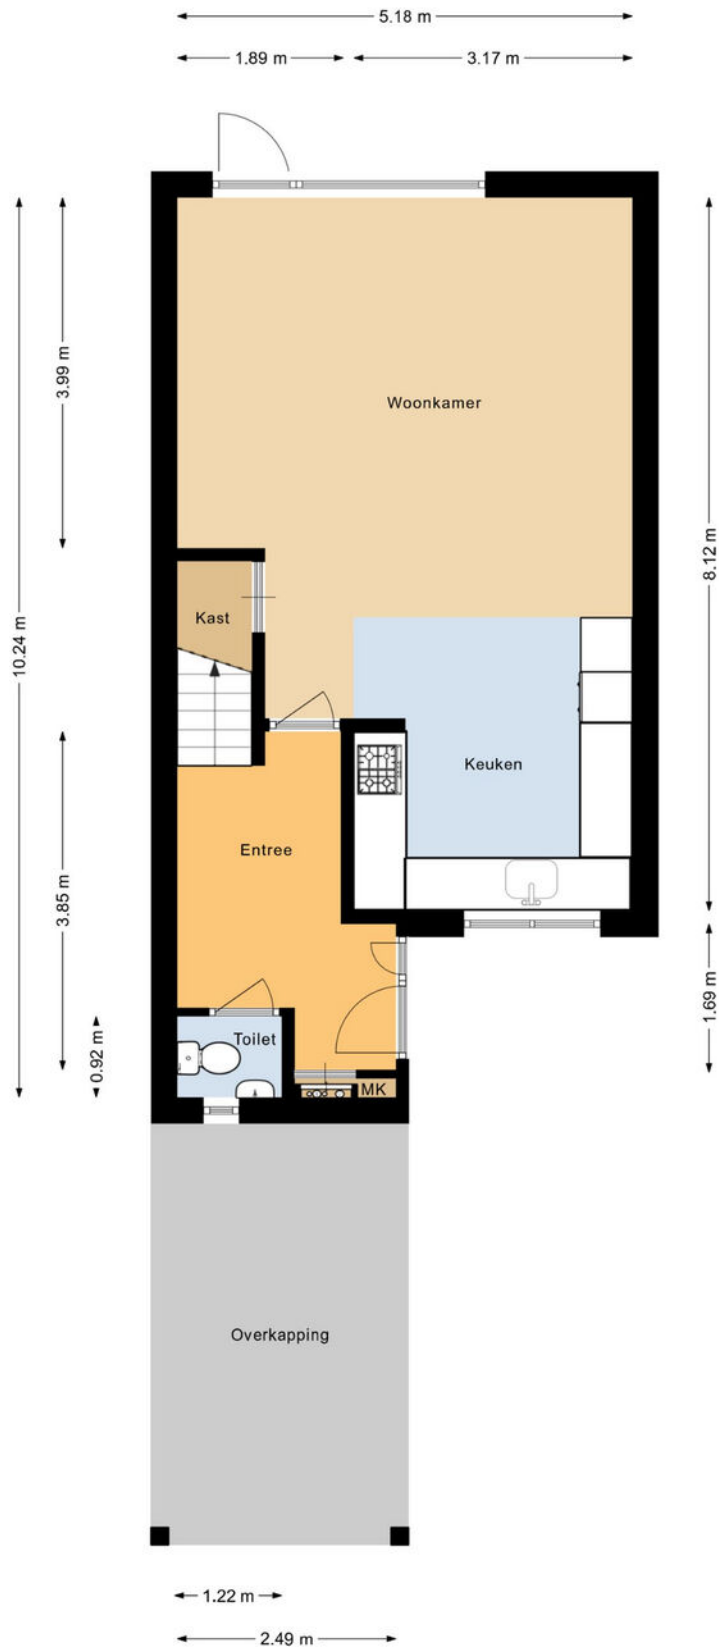 5.18 m
1.89 m
3.17 m
3.99 m
Woonkamer
8.12 m
10.24 m
Kast
Keuken
Entree
3.85 m
1.69 m
0.92 m
Toilet
MK
Overkapping
1.22 m
2.49 m